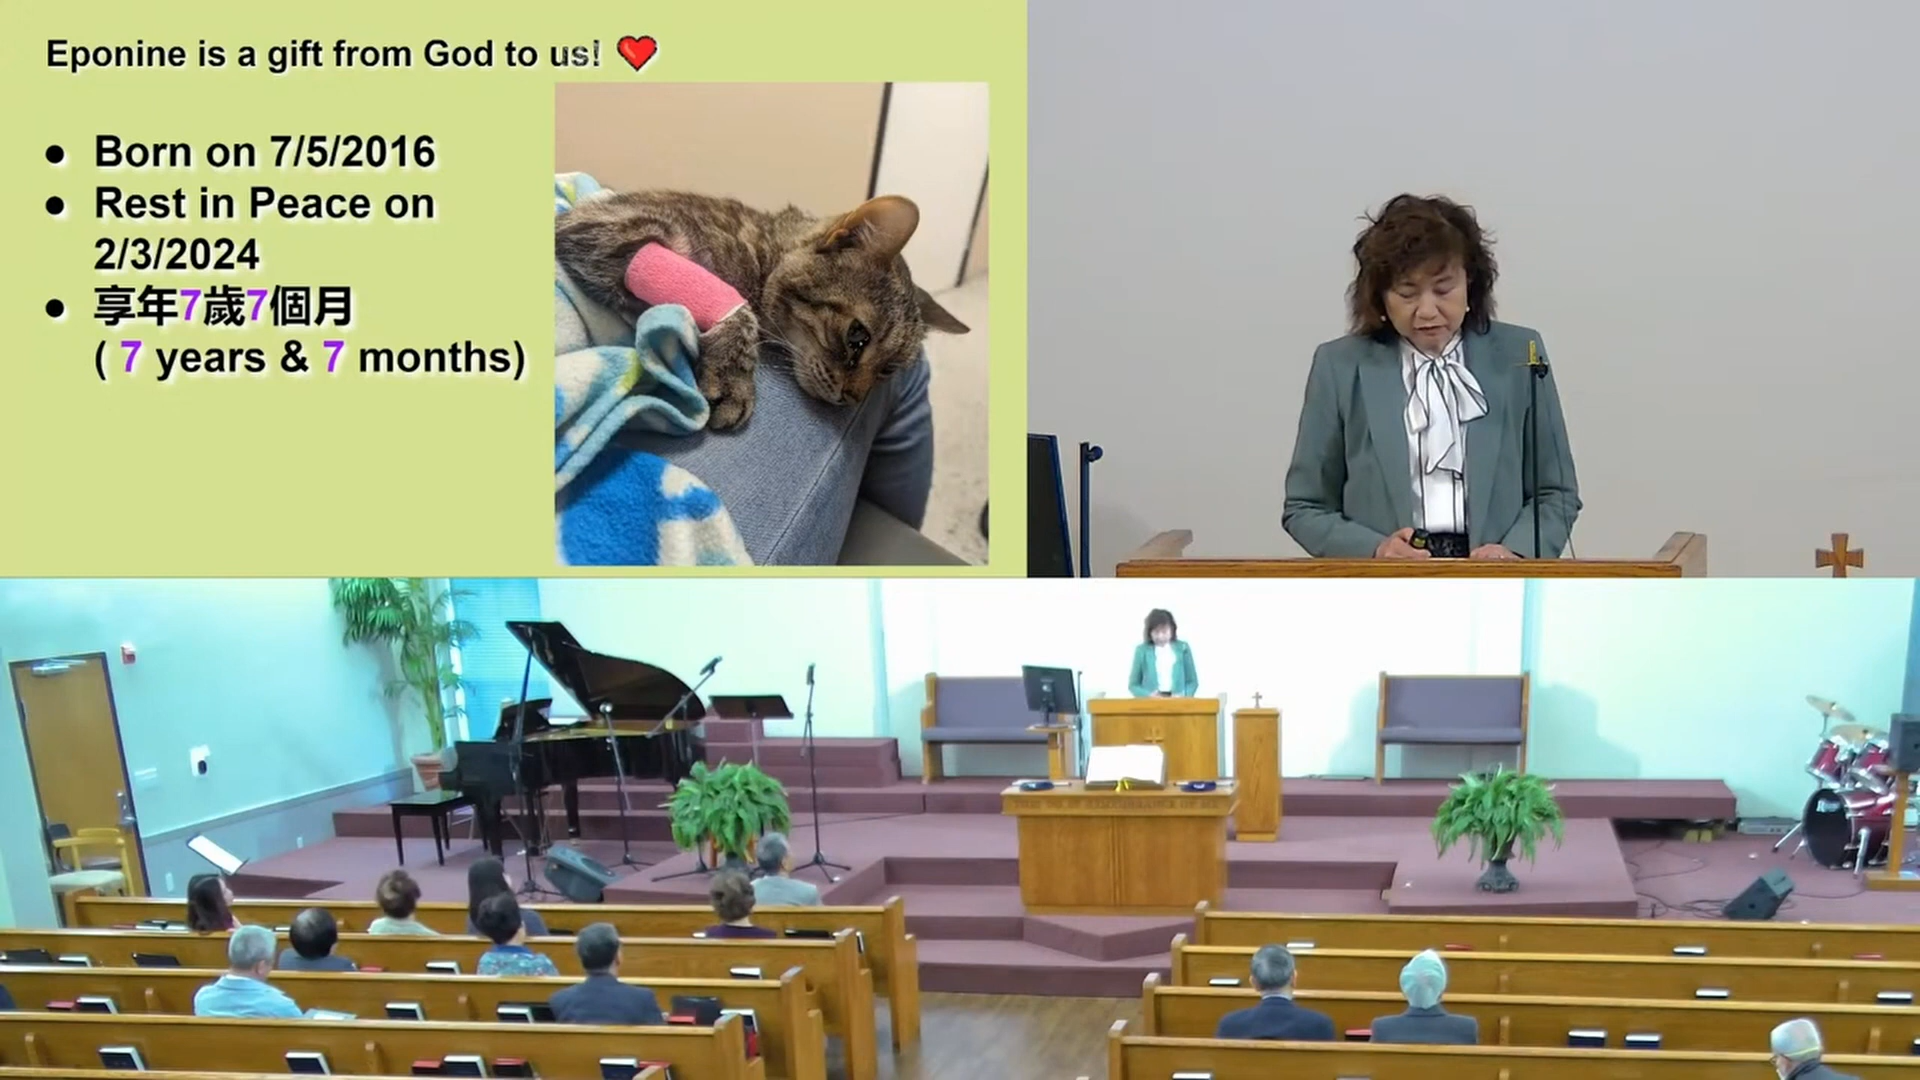 Eponine is a gift from God to us! ❤️
● Born on 7/5/2016
● Rest in Peace on
2/3/2024
● 享年7歲7個月
( 7 years & 7 months)